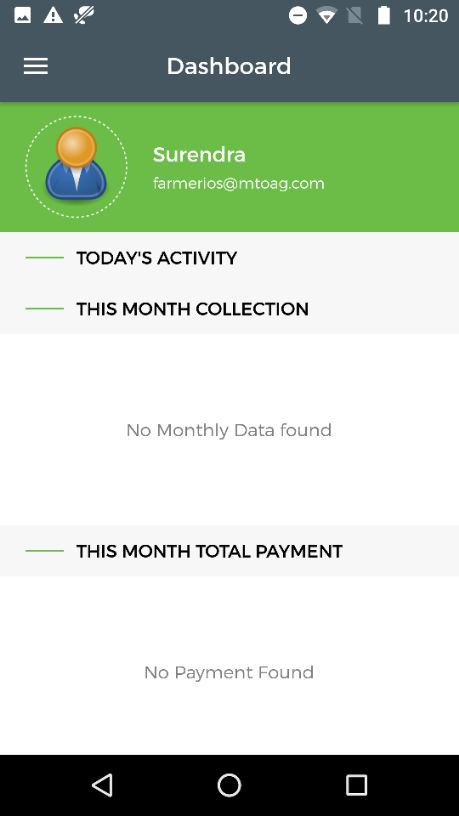 10:20
Dashboard
Surendra
farmerios@mtoag.com
TODAY'S ACTIVITY
THIS MONTH COLLECTION
No Monthly Data found
THIS MONTH TOTAL PAYMENT
No Payment Found